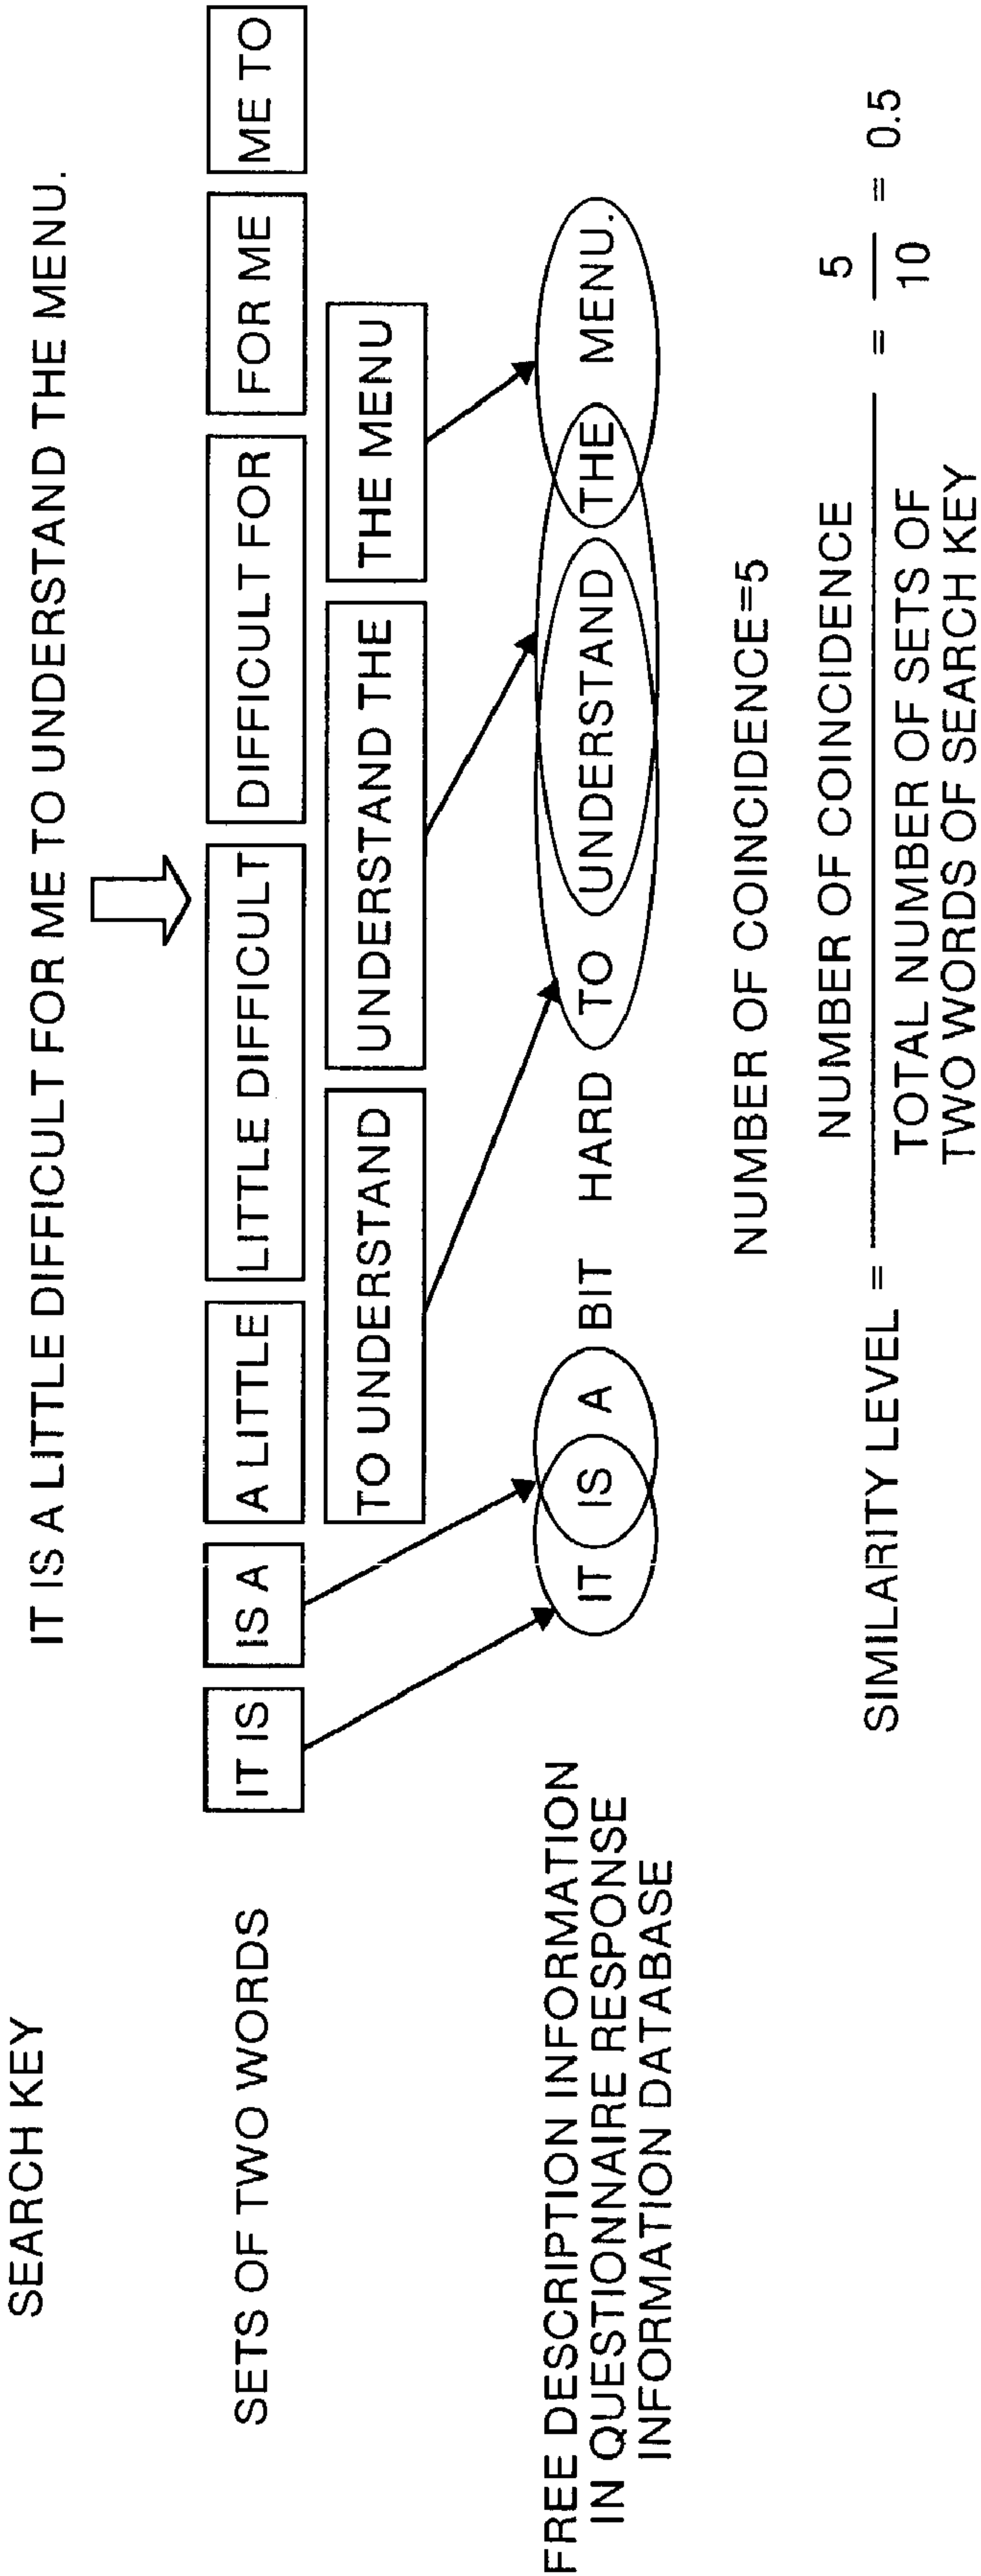 SEARCH KEY
IT IS A LITTLE DIFFICULT FOR ME TO UNDERSTAND THE MENU.
SETS OF TWO WORDS
IT IS
IS A
A LITTLE
LITTLE DIFFICULT
DIFFICULT FOR
FOR ME
ME TO
TO UNDERSTAND
UNDERSTAND THE
THE MENU
FREE DESCRIPTION INFORMATION
IN QUESTIONNAIRE RESPONSE
INFORMATION DATABASE
IT IS A BIT HARD TO UNDERSTAND THE MENU.
NUMBER OF COINCIDENCE=5
SIMILARITY LEVEL =
NUMBER OF COINCIDENCE
TOTAL NUMBER OF SETS OF
TWO WORDS OF SEARCH KEY
=
5
10
= 0.5